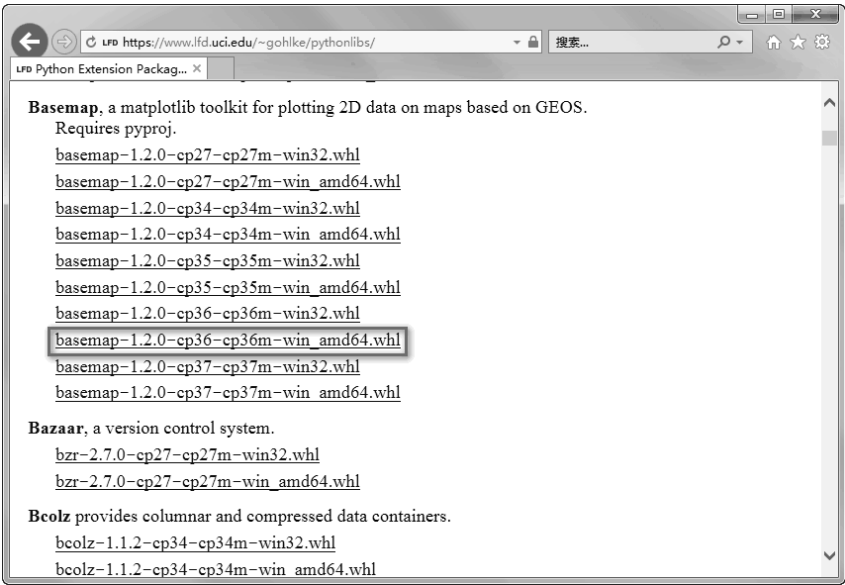 LFD https://www.lfd.uci.edu/~gohlke/pythonlibs/
搜索...
LFD Python Extension Packag...
Basemap, a matplotlib toolkit for plotting 2D data on maps based on GEOS.
Requires pyproj.
basemap-1.2.0-cp27-cp27m-win32.whl
basemap-1.2.0-cp27-cp27m-win_amd64.whl
basemap-1.2.0-cp34-cp34m-win32.whl
basemap-1.2.0-cp34-cp34m-win_amd64.whl
basemap-1.2.0-cp35-cp35m-win32.whl
basemap-1.2.0-cp35-cp35m-win_amd64.whl
basemap-1.2.0-cp36-cp36m-win32.whl
basemap-1.2.0-cp36-cp36m-win_amd64.whl
basemap-1.2.0-cp37-cp37m-win32.whl
basemap-1.2.0-cp37-cp37m-win_amd64.whl
Bazaar, a version control system.
bzr-2.7.0-cp27-cp27m-win32.whl
bzr-2.7.0-cp27-cp27m-win_amd64.whl
Bcolz provides columnar and compressed data containers.
bcolz-1.1.2-cp34-cp34m-win32.whl
bcolz-1.1.2-cp34-cp34m-win_amd64.whl